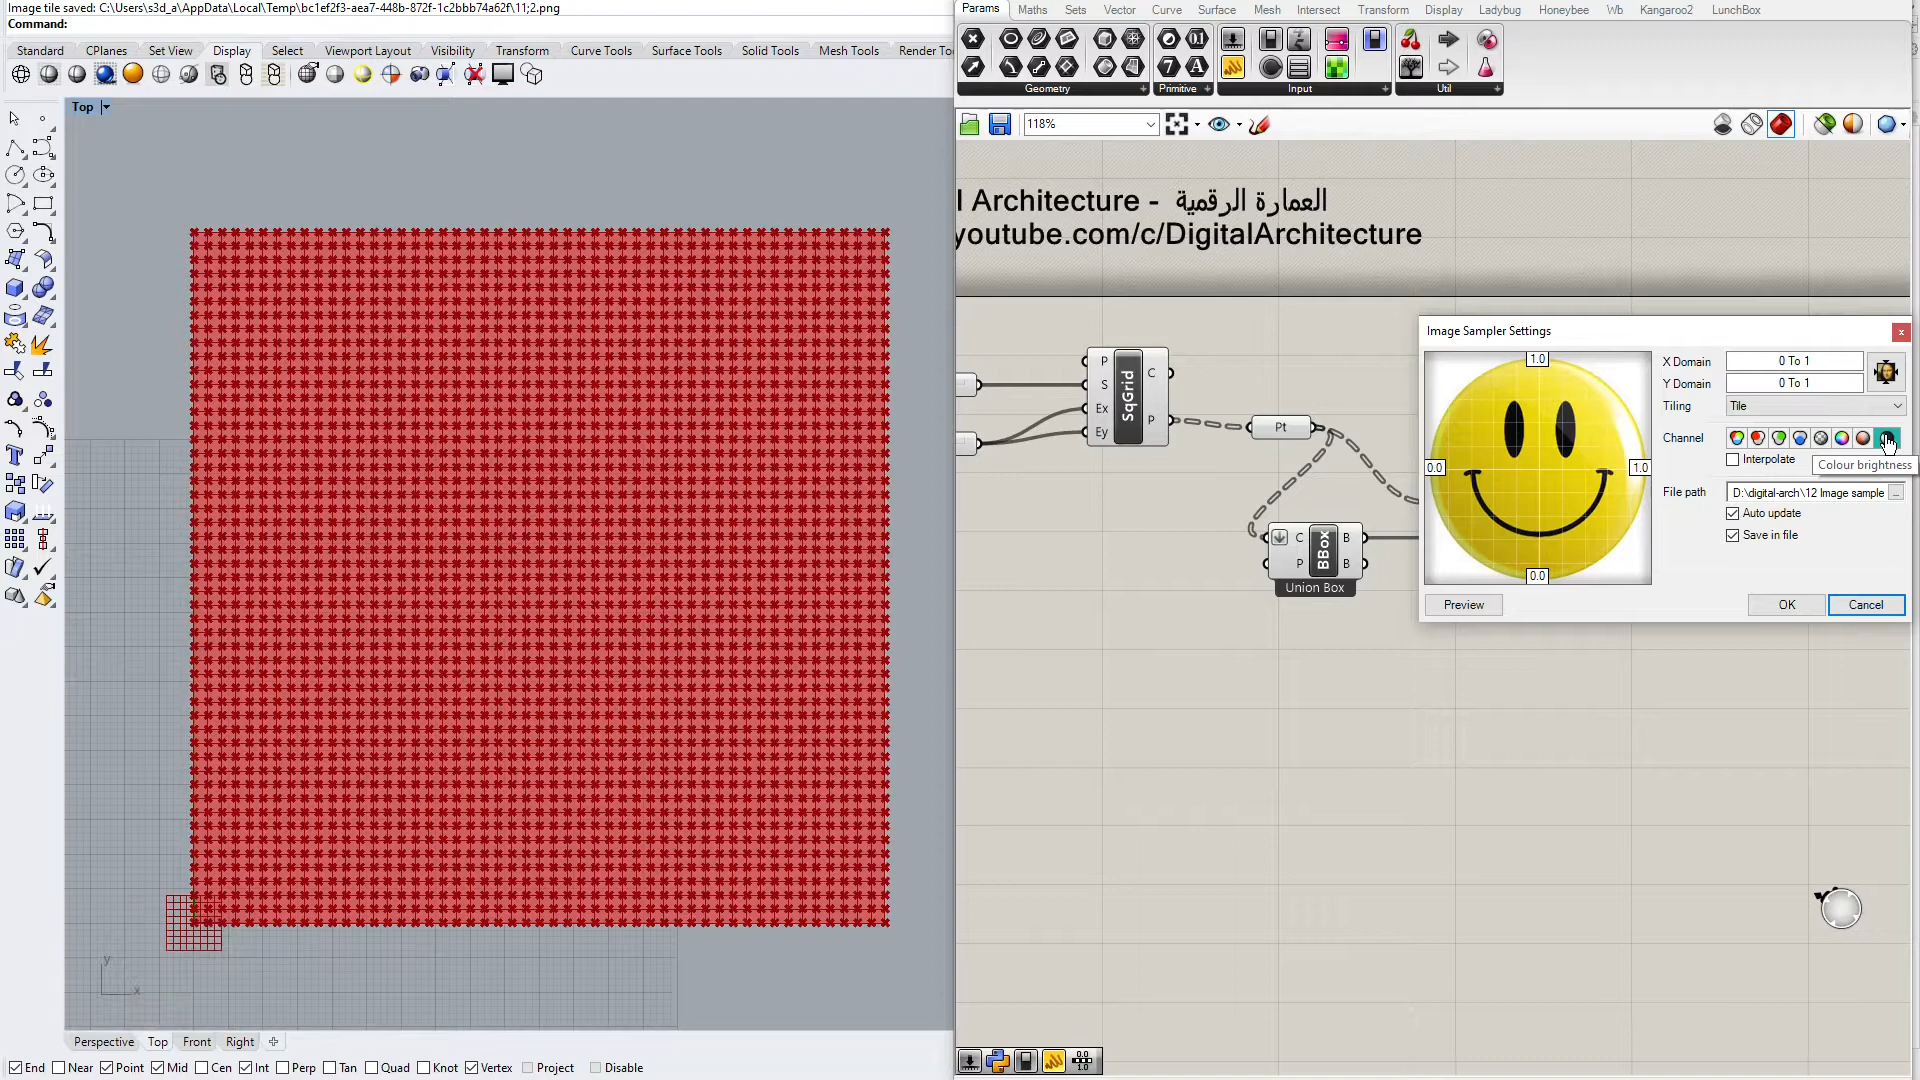 Image tile saved: C:\Users\s3d_a\AppData\Local\Temp\bc1ef2f3-aea7-448b-872f-1c2bbb74a62f\11;2.png
Command:
Standard CPlanes Set View Display Select Viewport Layout Visibility Transform Curve Tools Surface Tools Solid Tools Mesh Tools Render To
Top
Params Maths Sets Vector Curve Surface Mesh Intersect Transform Display Ladybug Honeybee Wb Kangaroo2 LunchBox
Geometry Primitive Input Util
118%
l Architecture - العمارة الرقمية
youtube.com/c/DigitalArchitecture
P S Ex Ey SqGrid C P
Pt
C P BBox B B
Union Box
Image Sampler Settings
1.0
0.0
1.0
0.0
X Domain 0 To 1
Y Domain 0 To 1
Tiling Tile
Channel
Interpolate
Colour brightness
File path D:\digital-arch\12 Image sample ...
Auto update
Save in file
Preview OK Cancel
y
x
Perspective Top Front Right
End Near Point Mid Cen Int Perp Tan Quad Knot Vertex Project Disable